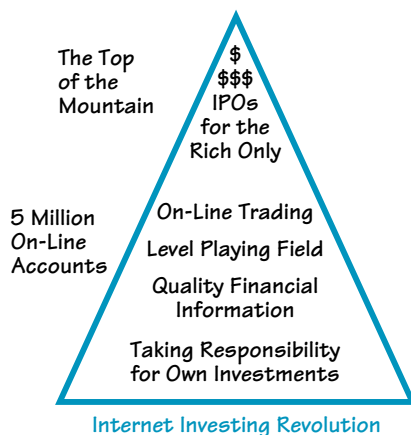 The Top
of the
Mountain
$
$$$
IPOs
for the
Rich Only
5 Million
On-Line
Accounts
On-Line Trading
Level Playing Field
Quality Financial
Information
Taking Responsibility
for Own Investments
Internet Investing Revolution